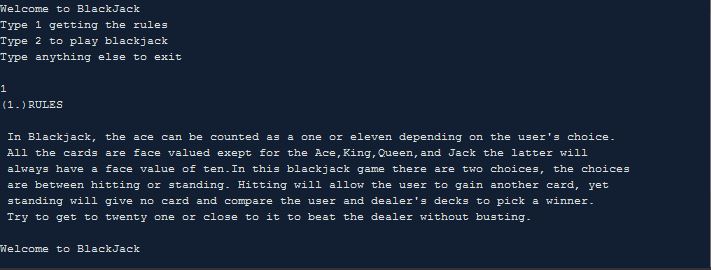 Welcome to BlackJack
Type 1 getting the rules
Type 2 to play blackjack
Type anything else to exit
1
(1.)RULES
In Blackjack, the ace can be counted as a one or eleven depending on the user's choice.
All the cards are face valued exept for the Ace,King,Queen,and Jack the latter will
always have a face value of ten.In this blackjack game there are two choices, the choices
are between hitting or standing. Hitting will allow the user to gain another card, yet
standing will give no card and compare the user and dealer's decks to pick a winner.
Try to get to twenty one or close to it to beat the dealer without busting.
Welcome to BlackJack